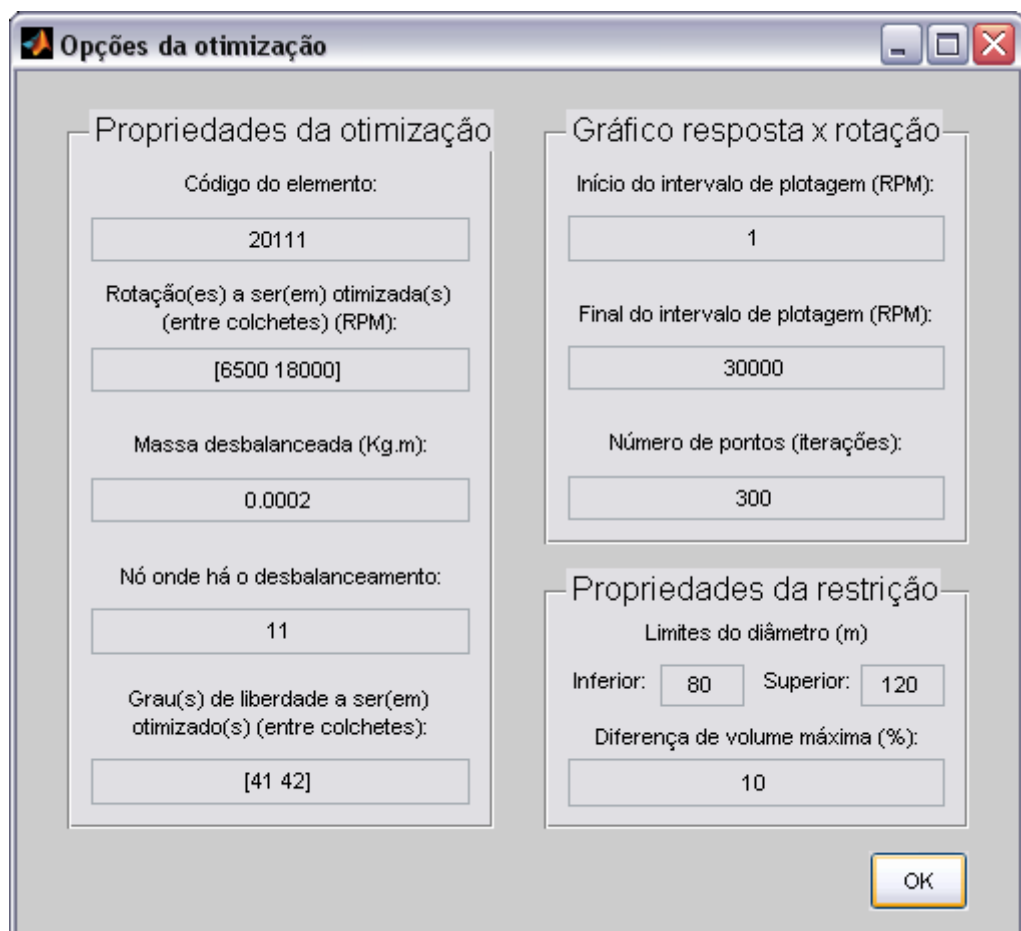 Opções da otimização
Propriedades da otimização
Código do elemento:
20111
Rotação(es) a ser(em) otimizada(s)
(entre colchetes) (RPM):
[6500 18000]
Massa desbalanceada (Kg.m):
0.0002
Nó onde há o desbalanceamento:
11
Grau(s) de liberdade a ser(em)
otimizado(s) (entre colchetes):
[41 42]
Gráfico resposta x rotação
Início do intervalo de plotagem (RPM):
1
Final do intervalo de plotagem (RPM):
30000
Número de pontos (iterações):
300
Propriedades da restrição
Limites do diâmetro (m)
Inferior: 80 Superior: 120
Diferença de volume máxima (%):
10
OK